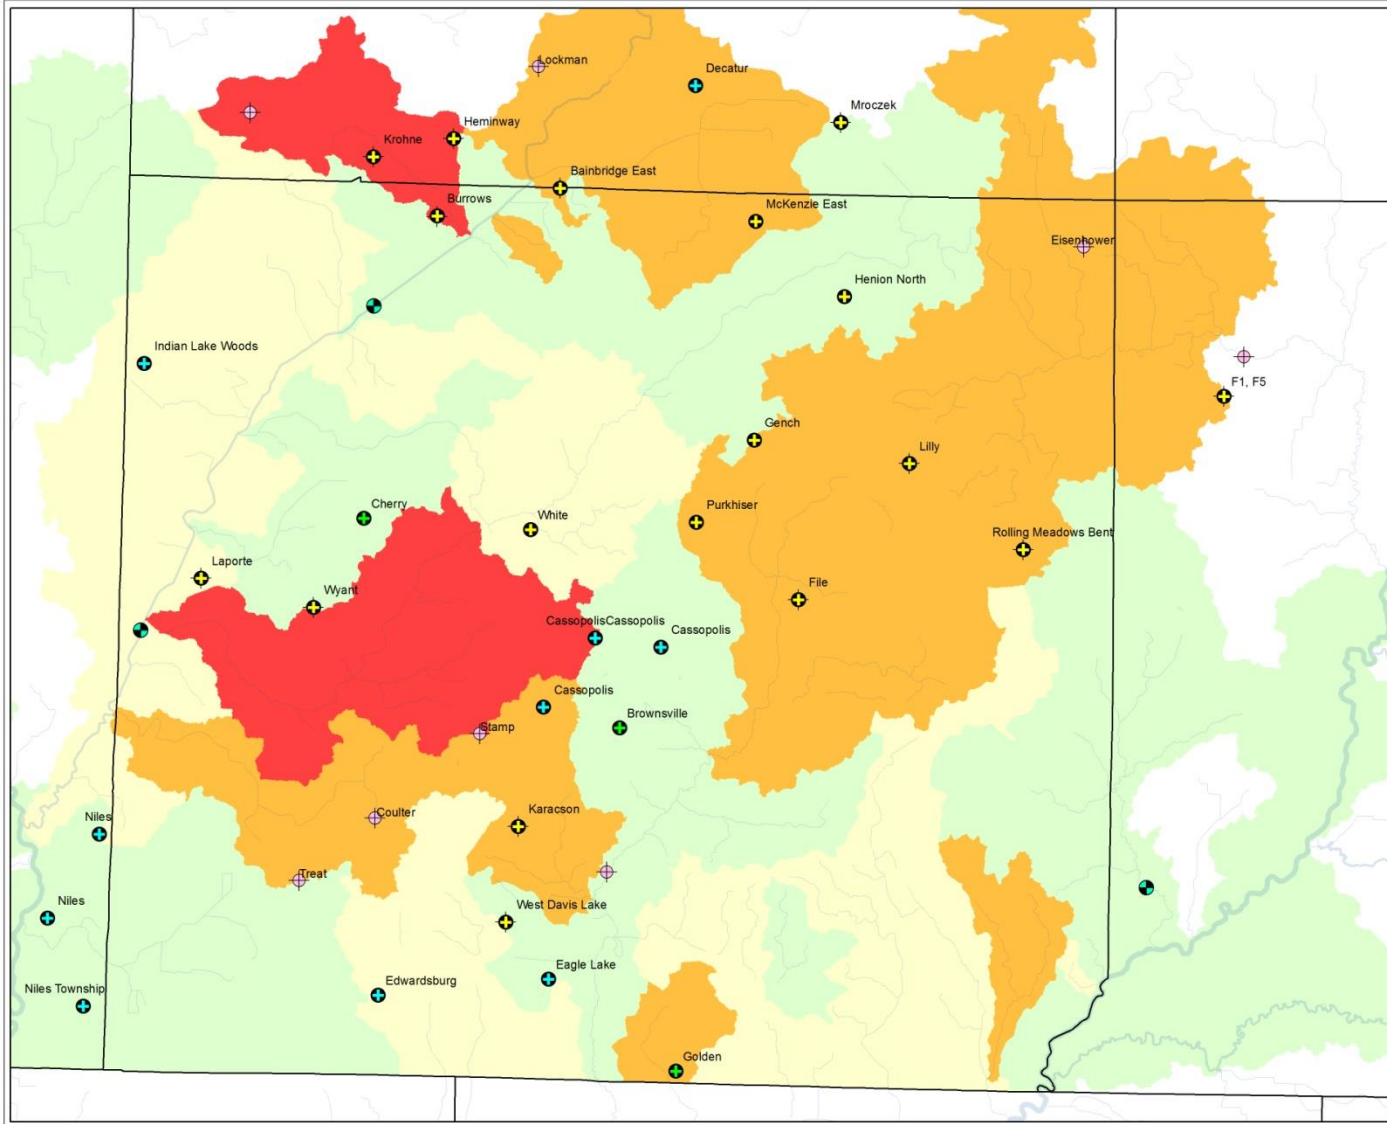 Lockman
Decatur
Mroczek
Heminway
Krohne
Bainbridge East
Burrows
McKenzie East
Eisenhower
Henion North
Indian Lake Woods
F1, F5
Gench
Lilly
Cherry
White
Purkhiser
Rolling Meadows Bent
Laporte
Wyant
File
CassopolisCassopolis
Cassopolis
Cassopolis
Brownsville
Stamp
Niles
Coulter
Karacson
Treat
Niles
West Davis Lake
Eagle Lake
Niles Township
Edwardsburg
Golden